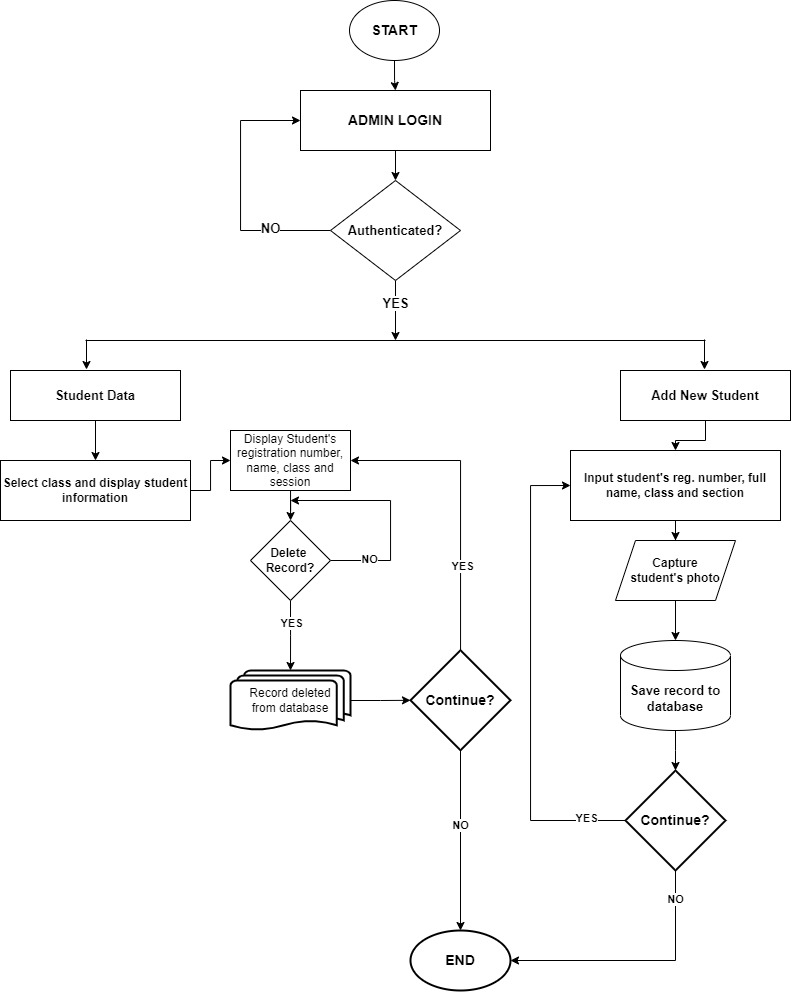 START
ADMIN LOGIN
Authenticated?
NO
YES
Student Data
Select class and display student
information
Display Student's
registration number,
name, class and
session
Delete
Record?
NO
YES
Record deleted
from database
Continue?
YES
NO
Add New Student
Input student's reg. number, full
name, class and section
Capture
student's photo
Save record to
database
Continue?
YES
NO
END